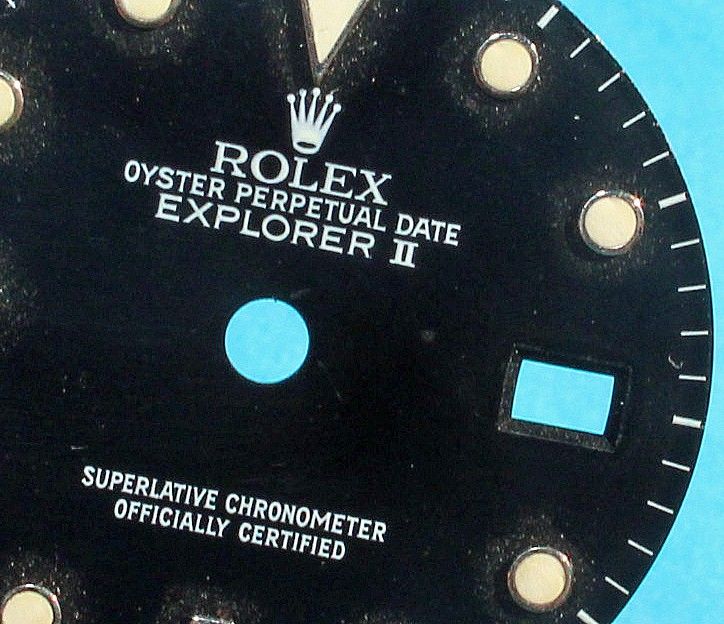 ROLEX
OYSTER PERPETUAL DATE
EXPLORER II
SUPERLATIVE CHRONOMETER
OFFICIALLY CERTIFIED